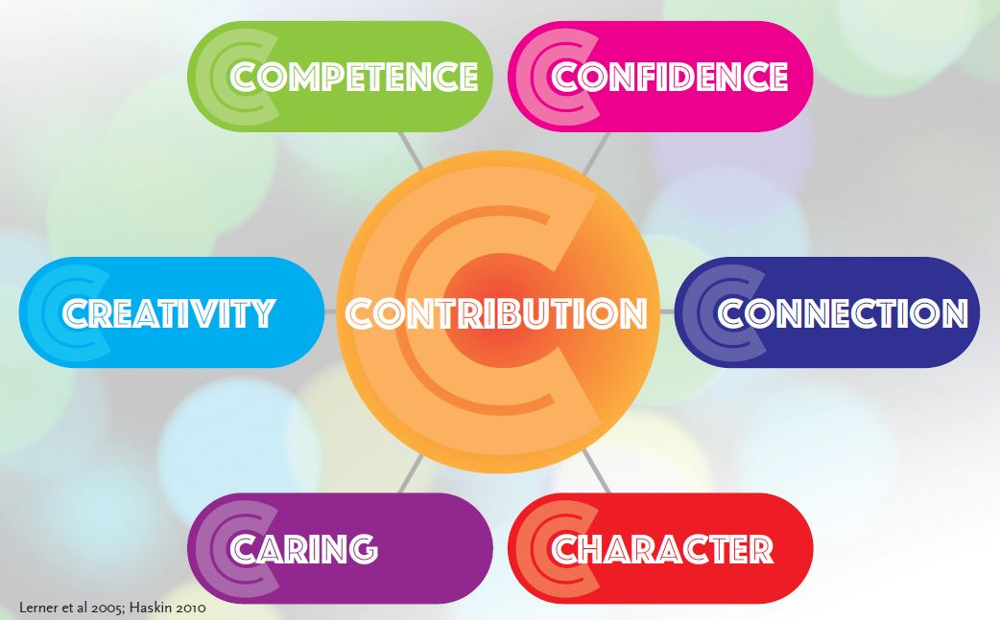 COMPETENCE
CONFIDENCE
CREATIVITY
CONTRIBUTION
CONNECTION
CARING
CHARACTER
Lerner et al 2005; Haskin 2010